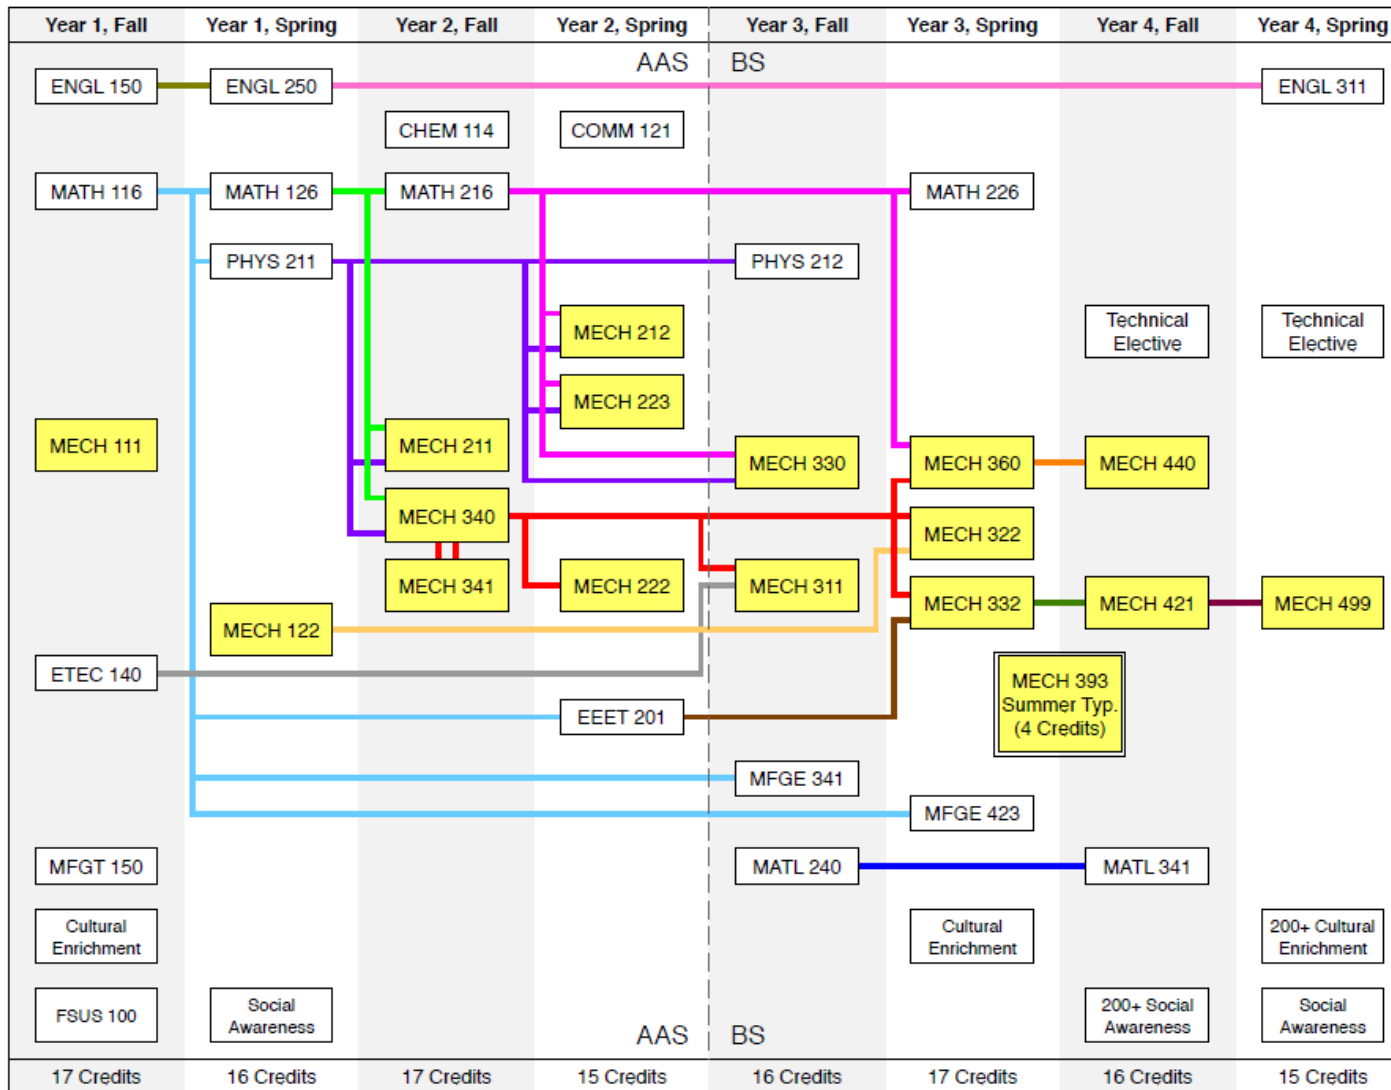 Year 1, Fall
Year 1, Spring
Year 2, Fall
Year 2, Spring
Year 3, Fall
Year 3, Spring
Year 4, Fall
Year 4, Spring
AAS
BS
ENGL 150
ENGL 250
ENGL 311
CHEM 114
COMM 121
MATH 116
MATH 126
MATH 216
MATH 226
PHYS 211
PHYS 212
MECH 212
Technical
Elective
Technical
Elective
MECH 223
MECH 111
MECH 211
MECH 330
MECH 360
MECH 440
MECH 340
MECH 322
MECH 341
MECH 222
MECH 311
MECH 332
MECH 421
MECH 499
MECH 122
ETEC 140
MECH 393
Summer Typ.
(4 Credits)
EEET 201
MFGE 341
MFGE 423
MFGT 150
MATL 240
MATL 341
Cultural
Enrichment
Cultural
Enrichment
200+ Cultural
Enrichment
FSUS 100
Social
Awareness
200+ Social
Awareness
Social
Awareness
AAS
BS
17 Credits
16 Credits
17 Credits
15 Credits
16 Credits
17 Credits
16 Credits
15 Credits